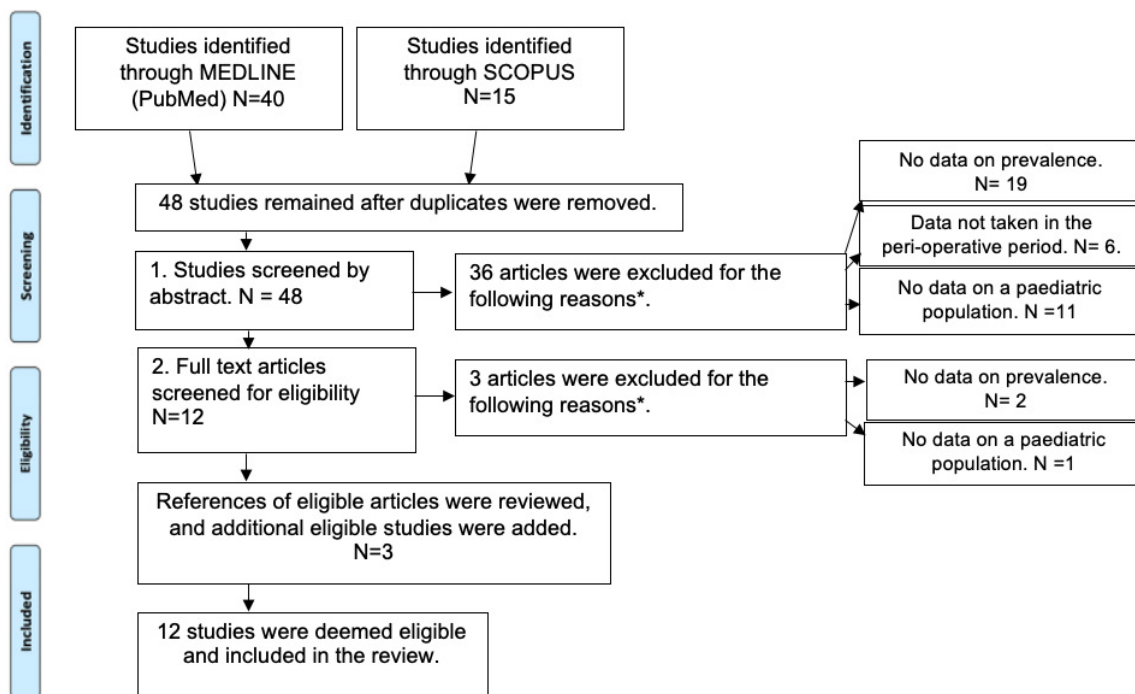 Identification
Studies identified
through MEDLINE
(PubMed) N=40
Studies identified
through SCOPUS
N=15
48 studies remained after duplicates were removed.
Screening
1. Studies screened by
abstract. N = 48
36 articles were excluded for the
following reasons*.
No data on prevalence.
N= 19
Data not taken in the
peri-operative period. N= 6.
No data on a paediatric
population. N =11
Eligibility
2. Full text articles
screened for eligibility
N=12
3 articles were excluded for the
following reasons*.
No data on prevalence.
N= 2
No data on a paediatric
population. N =1
References of eligible articles were reviewed,
and additional eligible studies were added.
N=3
Included
12 studies were deemed eligible
and included in the review.